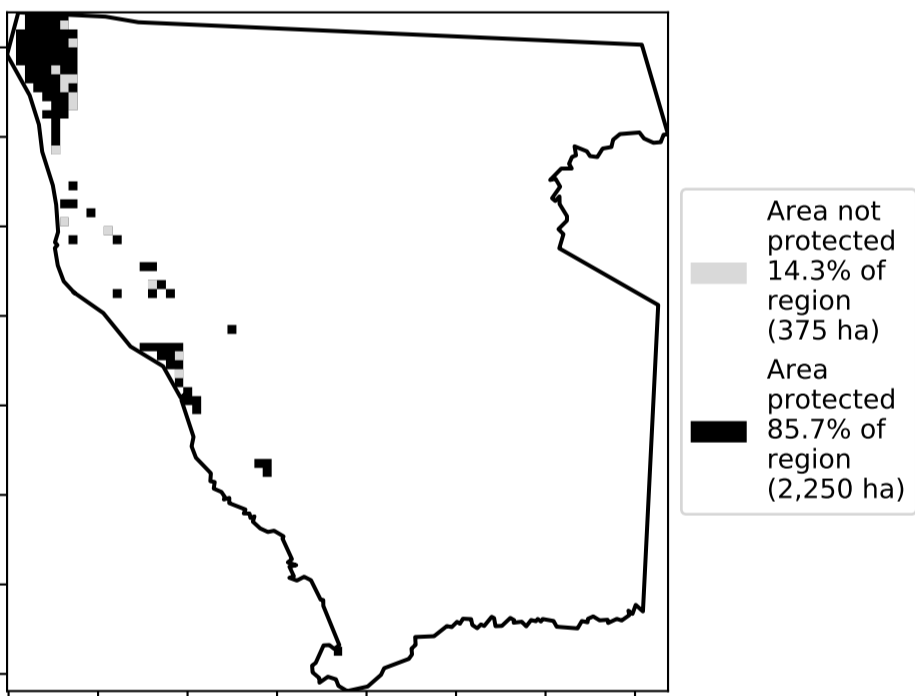 Area not
protected
14.3% of
region
(375 ha)
Area
protected
85.7% of
region
(2,250 ha)